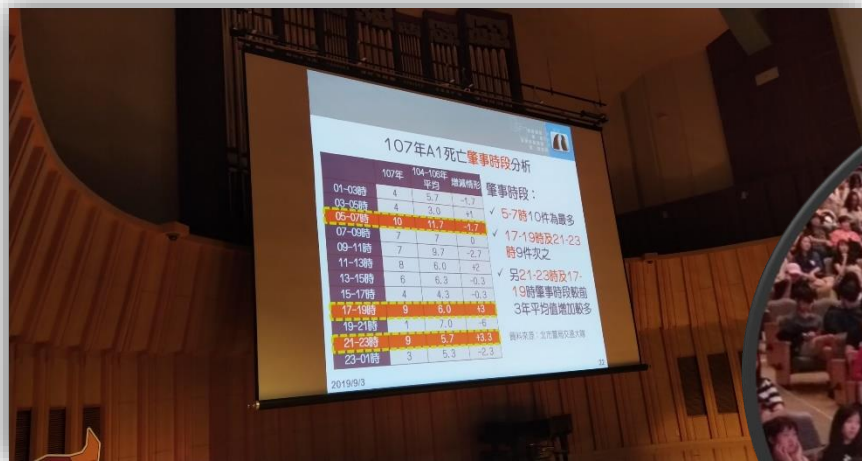 107年A1死亡肇事時段分析
107年 104-106年平均 增減情形
01-03時 4 5.7 -1.7
03-05時 4 3.0 +1
05-07時 10 11.7 -1.7
07-09時 7 7 0
09-11時 7 9.7 -2.7
11-13時 8 6.0 +2
13-15時 6 6.3 -0.3
15-17時 4 4.3 -0.3
17-19時 9 6.0 +3
19-21時 1 7.0 -6
21-23時 9 5.7 +3.3
23-01時 3 5.3 -2.3
肇事時段：
✓ 5-7時10件為最多
✓ 17-19時及21-23
時9件次之
✓ 另21-23時及17-
19時肇事時段較前
3年平均值增加較多
資料來源：北市警局交通大隊
2019/9/3